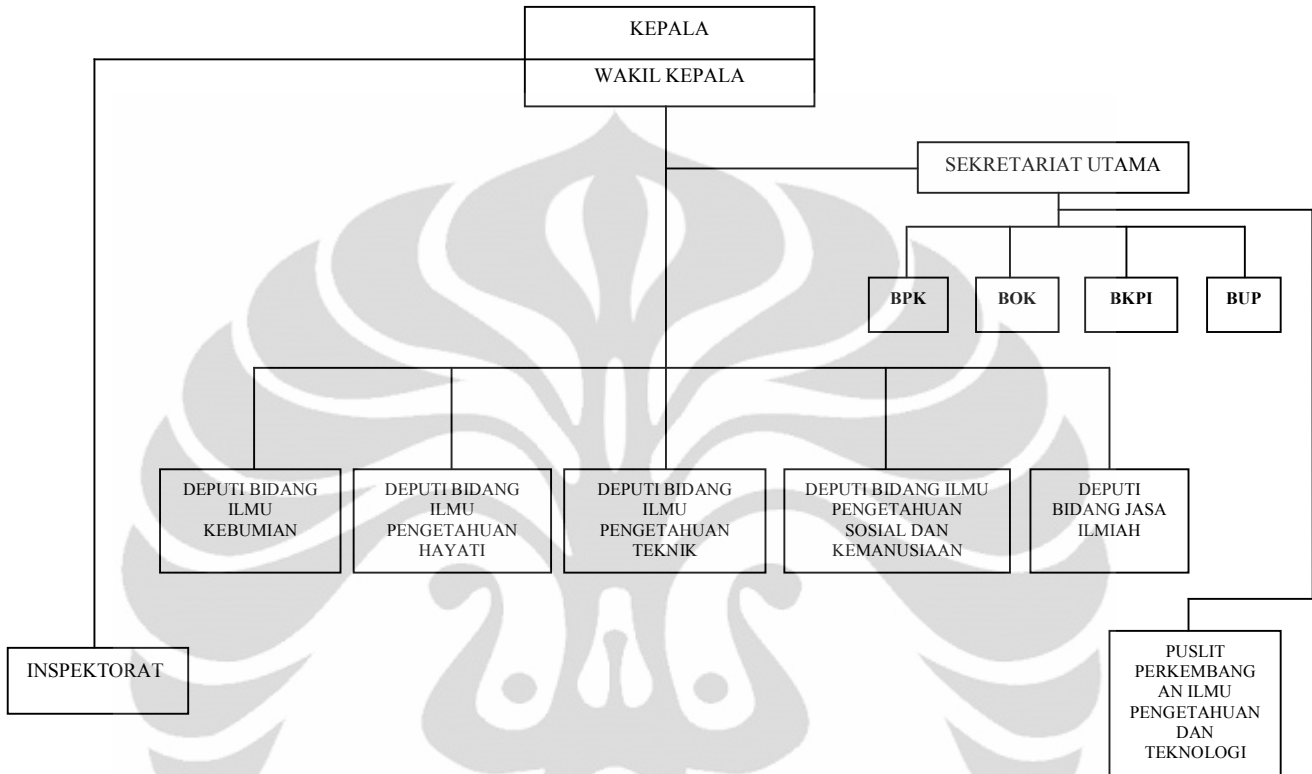 KEPALA
WAKIL KEPALA
SEKRETARIAT UTAMA
BPK
BOK
BKPI
BUP
DEPUTI BIDANG
ILMU
KEBUMIAN
DEPUTI BIDANG
ILMU
PENGETAHUAN
HAYATI
DEPUTI BIDANG
ILMU
PENGETAHUAN
TEKNIK
DEPUTI BIDANG ILMU
PENGETAHUAN
SOSIAL DAN
KEMANUSIAAN
DEPUTI
BIDANG JASA
ILMIAH
INSPEKTORAT
PUSLIT
PERKEMBANG
AN ILMU
PENGETAHUAN
DAN
TEKNOLOGI